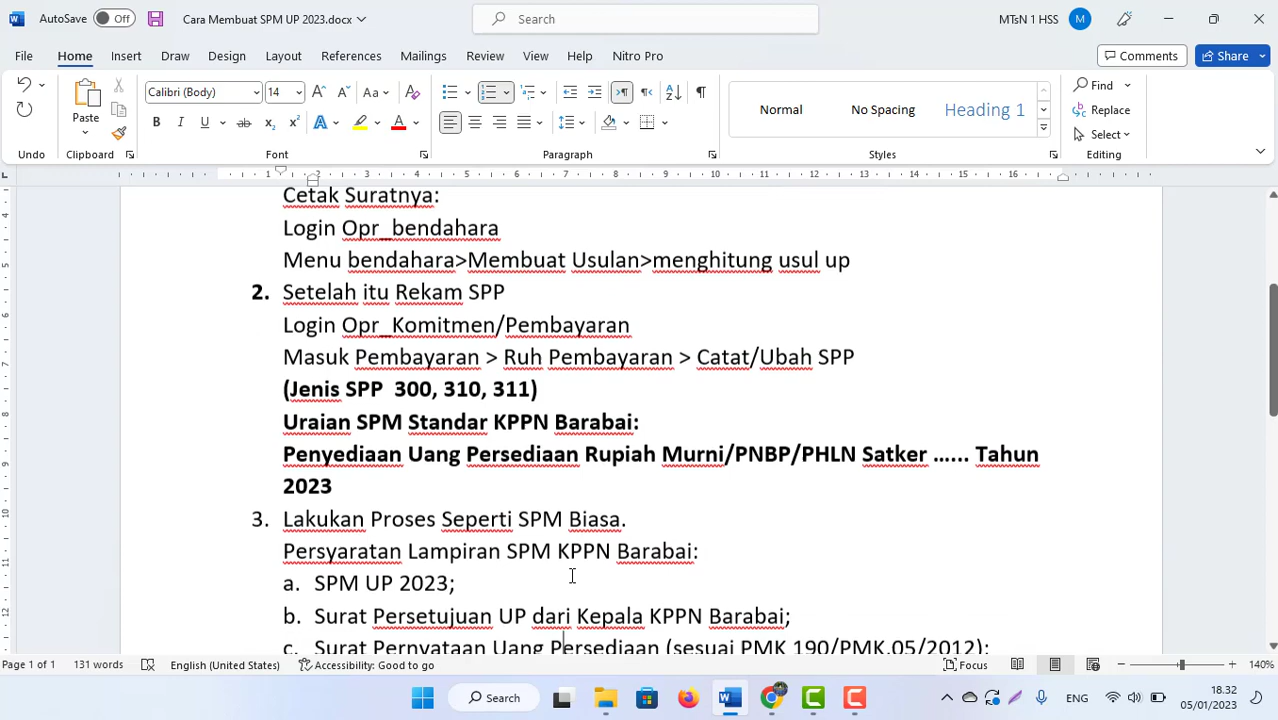 AutoSave Off Cara Membuat SPM UP 2023.docx Search MTsN 1 HSS M
File Home Insert Draw Design Layout References Mailings Review View Help Nitro Pro Comments Share
Paste Calibri (Body) 14 Normal No Spacing Heading 1 Find Replace Select
Undo Clipboard Font Paragraph Styles Editing
Cetak Suratnya:
Login Opr_bendahara
Menu bendahara>Membuat Usulan>menghitung usul up
2. Setelah itu Rekam SPP
Login Opr_Komitmen/Pembayaran
Masuk Pembayaran > Ruh Pembayaran > Catat/Ubah SPP
(Jenis SPP 300, 310, 311)
Uraian SPM Standar KPPN Barabai:
Penyediaan Uang Persediaan Rupiah Murni/PNBP/PHLN Satker …... Tahun
2023
3. Lakukan Proses Seperti SPM Biasa.
Persyaratan Lampiran SPM KPPN Barabai:
a. SPM UP 2023;
b. Surat Persetujuan UP dari Kepala KPPN Barabai;
c. Surat Pernyataan Uang Persediaan (sesuai PMK 190/PMK.05/2012);
Page 1 of 1 131 words English (United States) Accessibility: Good to go Focus 140%
Search ENG 18.32
05/01/2023